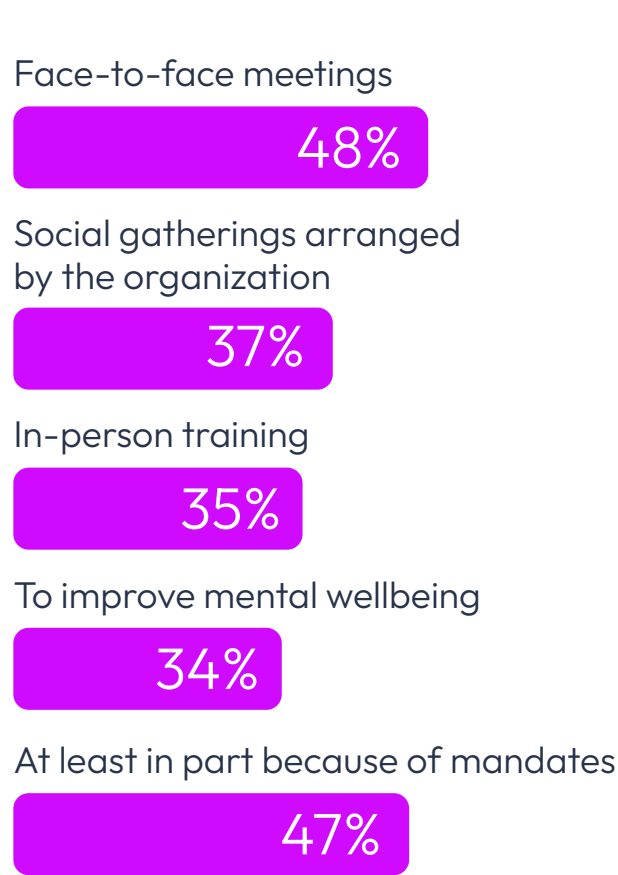 Face-to-face meetings
48%
Social gatherings arranged
by the organization
37%
In-person training
35%
To improve mental wellbeing
34%
At least in part because of mandates
47%